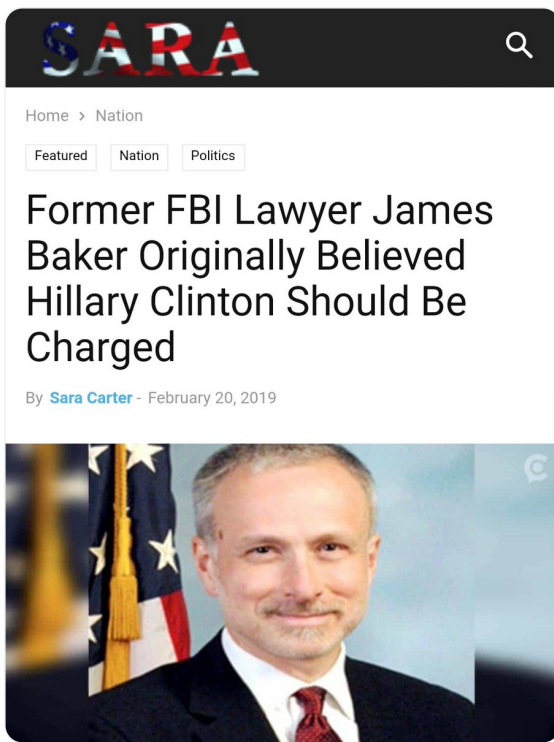 SARA
Home > Nation
Featured Nation Politics
Former FBI Lawyer James
Baker Originally Believed
Hillary Clinton Should Be
Charged
By Sara Carter - February 20, 2019